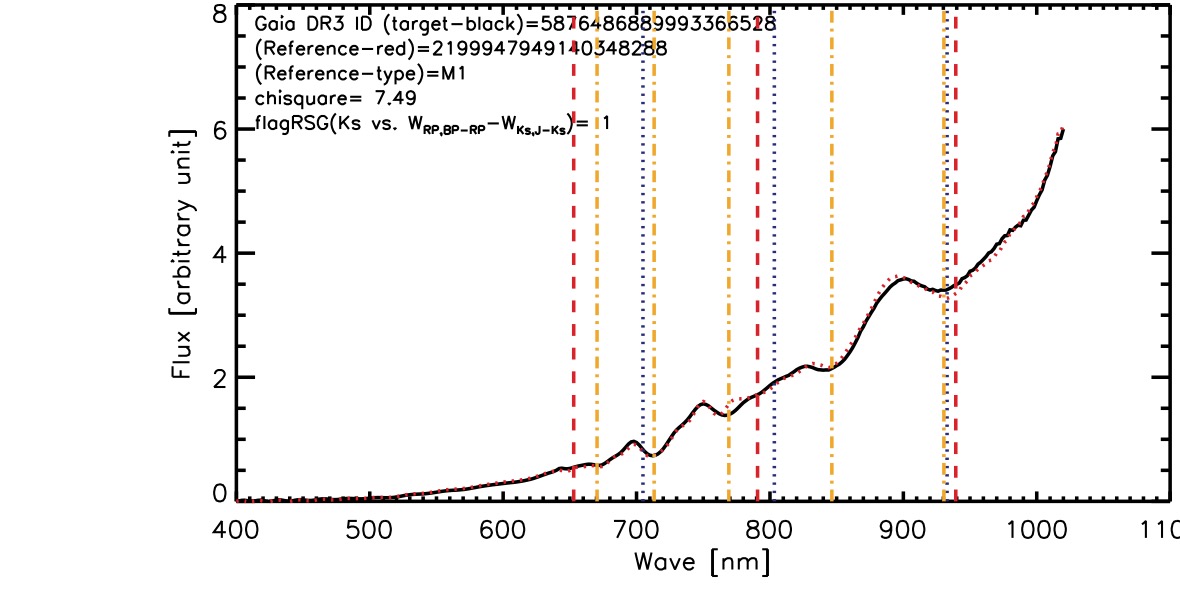 Gaia DR3 ID (target-black)=5876486889993366528
(Reference-red)=2199947949140348288
(Reference-type)=M1
chisquare= 7.49
flagRSG(Ks vs. WRP,BP-RP-WKs,J-Ks)= 1
8
6
4
2
0
Flux [arbitrary unit]
400 500 600 700 800 900 1000 110
Wave [nm]